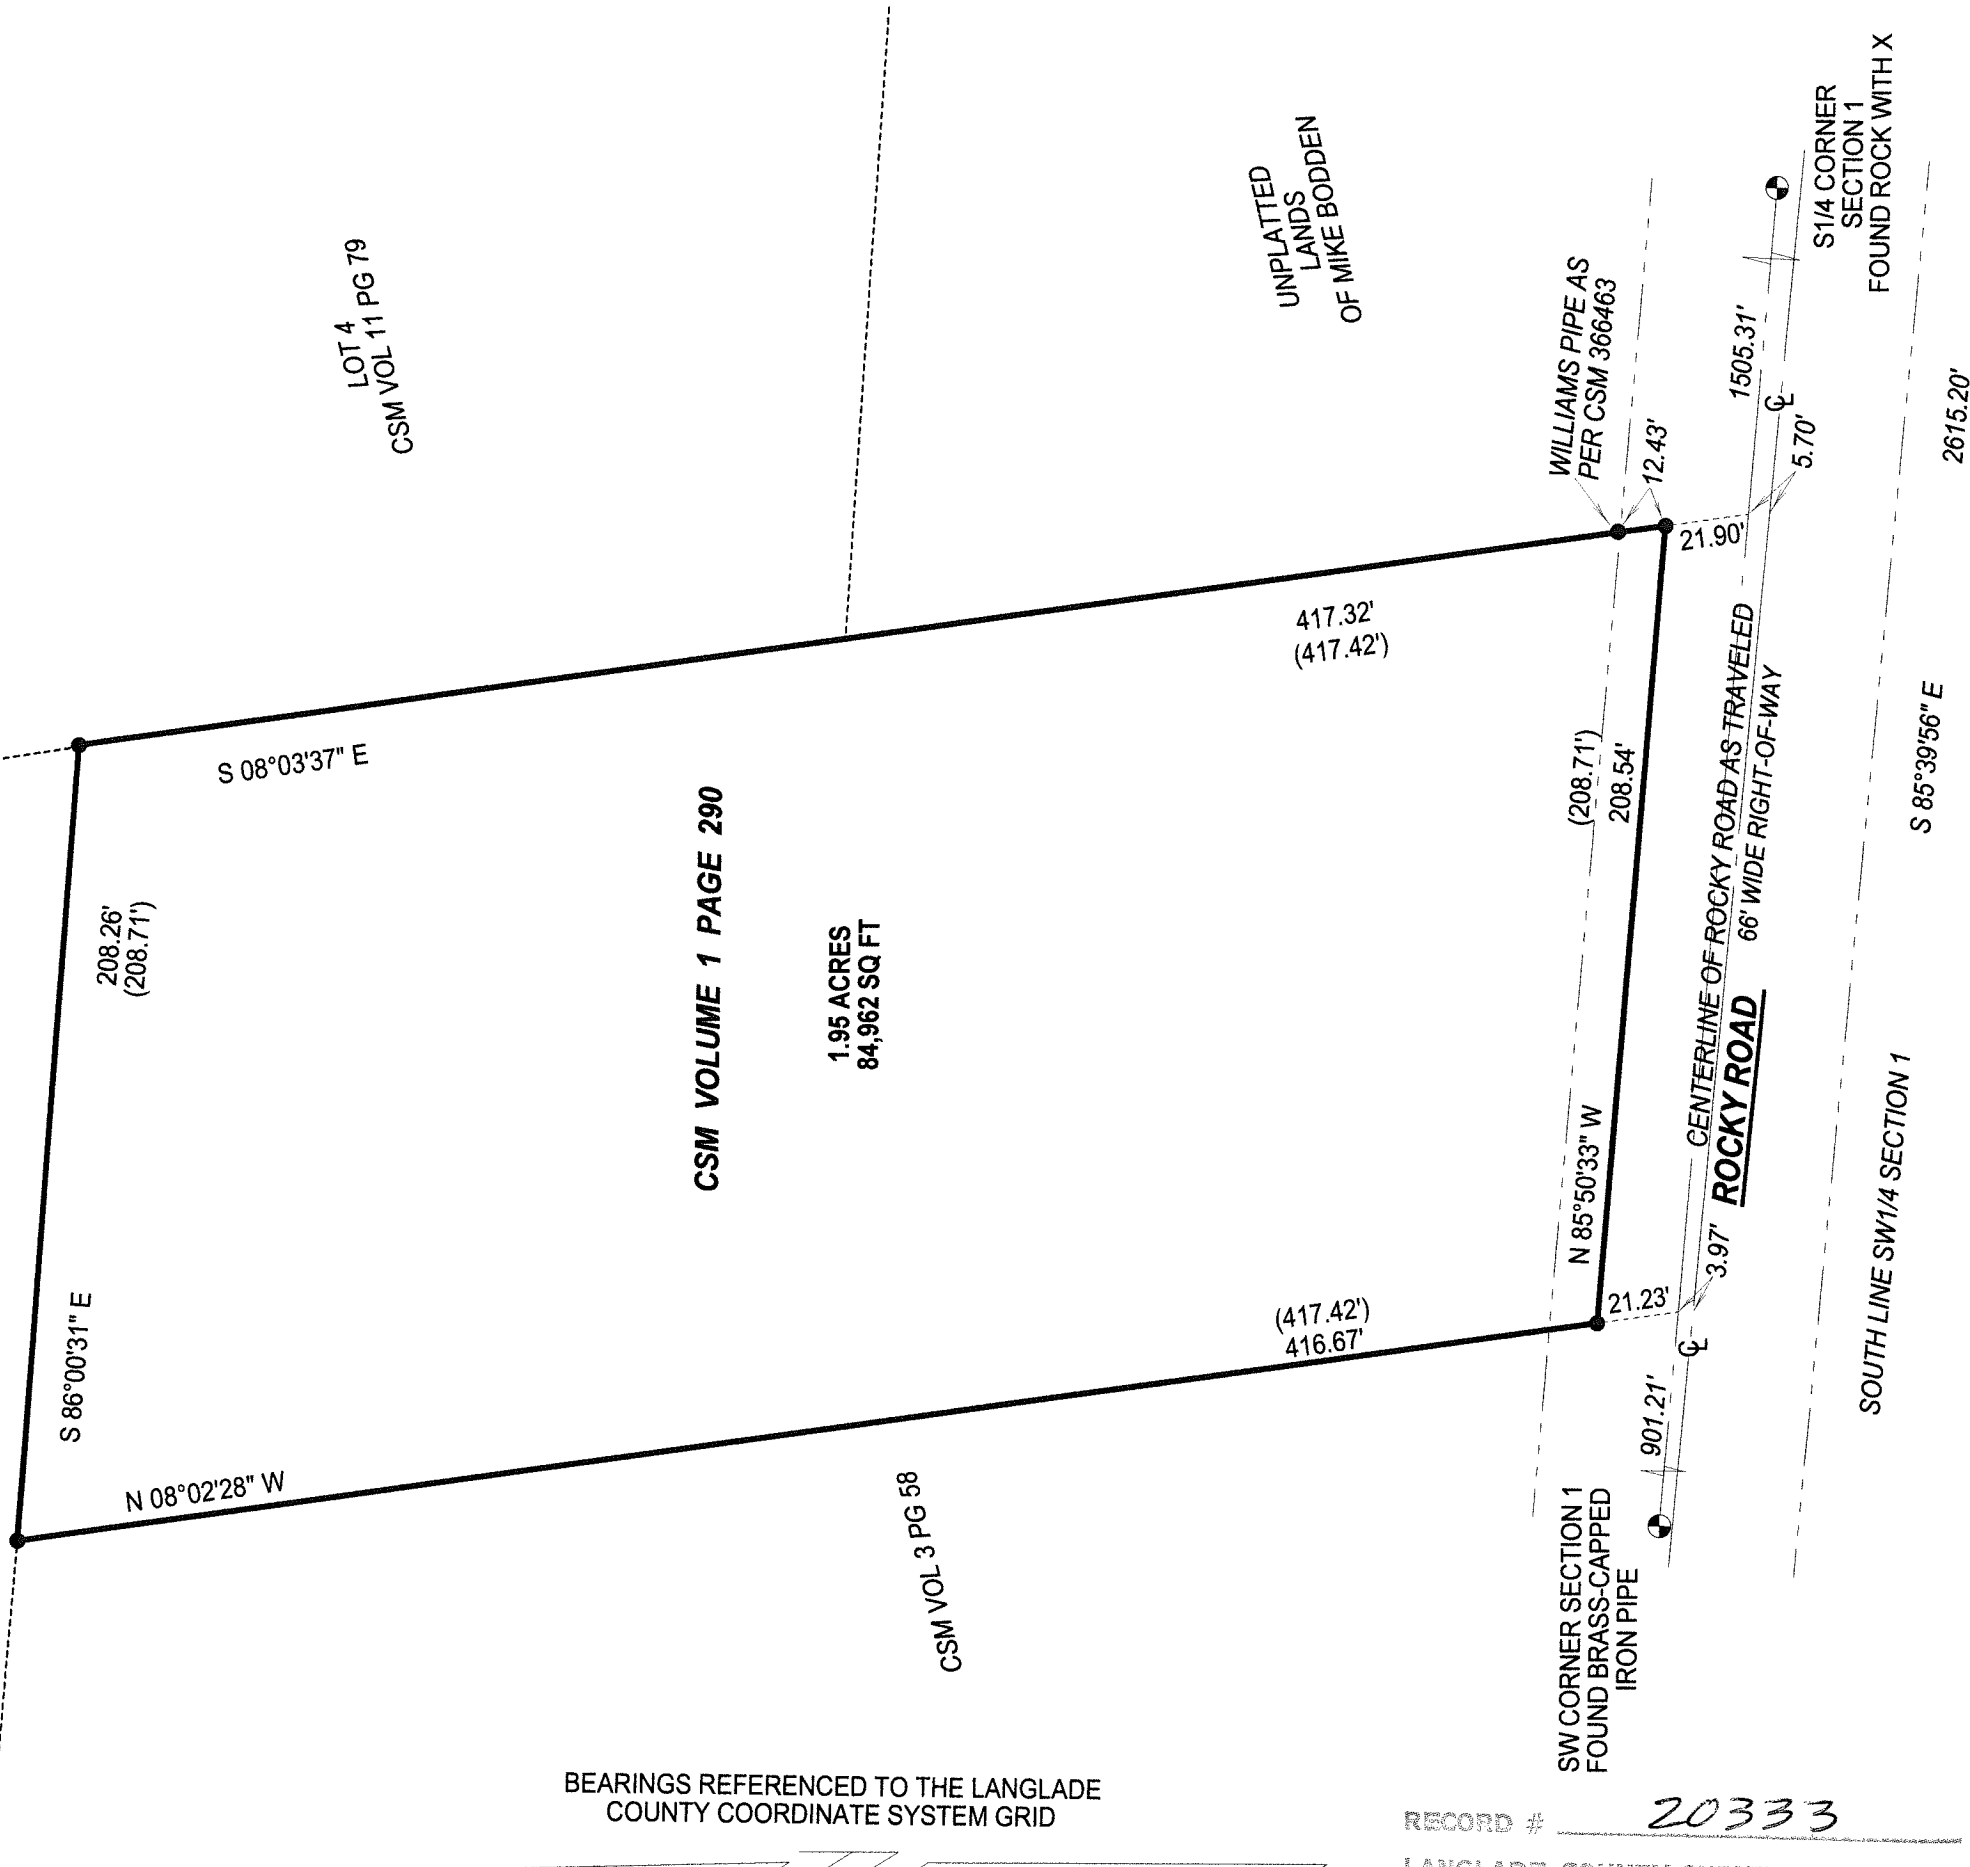 LOT 4
CSM VOL 11 PG 79
UNPLATTED
LANDS
OF MIKE BODDEN
S 08°03'37" E
208.26'
(208.71')
S 86°00'31" E
N 08°02'28" W
CSM VOLUME 1 PAGE 290
1.95 ACRES
84,962 SQ FT
417.32'
(417.42')
(417.42')
416.67'
CSM VOL 3 PG 58
WILLIAMS PIPE AS
PER CSM 366463
12.43'
21.90'
(208.71')
208.54'
N 85°50'33" W
21.23'
S1/4 CORNER
SECTION 1
FOUND ROCK WITH X
1505.31'
CL
5.70'
CENTERLINE OF ROCKY ROAD AS TRAVELED
ROCKY ROAD 66' WIDE RIGHT-OF-WAY
3.97'
CL
901.21'
SW CORNER SECTION 1
FOUND BRASS-CAPPED
IRON PIPE
SOUTH LINE SW1/4 SECTION 1
S 85°39'56" E
2615.20'
BEARINGS REFERENCED TO THE LANGLADE
COUNTY COORDINATE SYSTEM GRID
RECORD # 20333
LANGLADE COUNTY